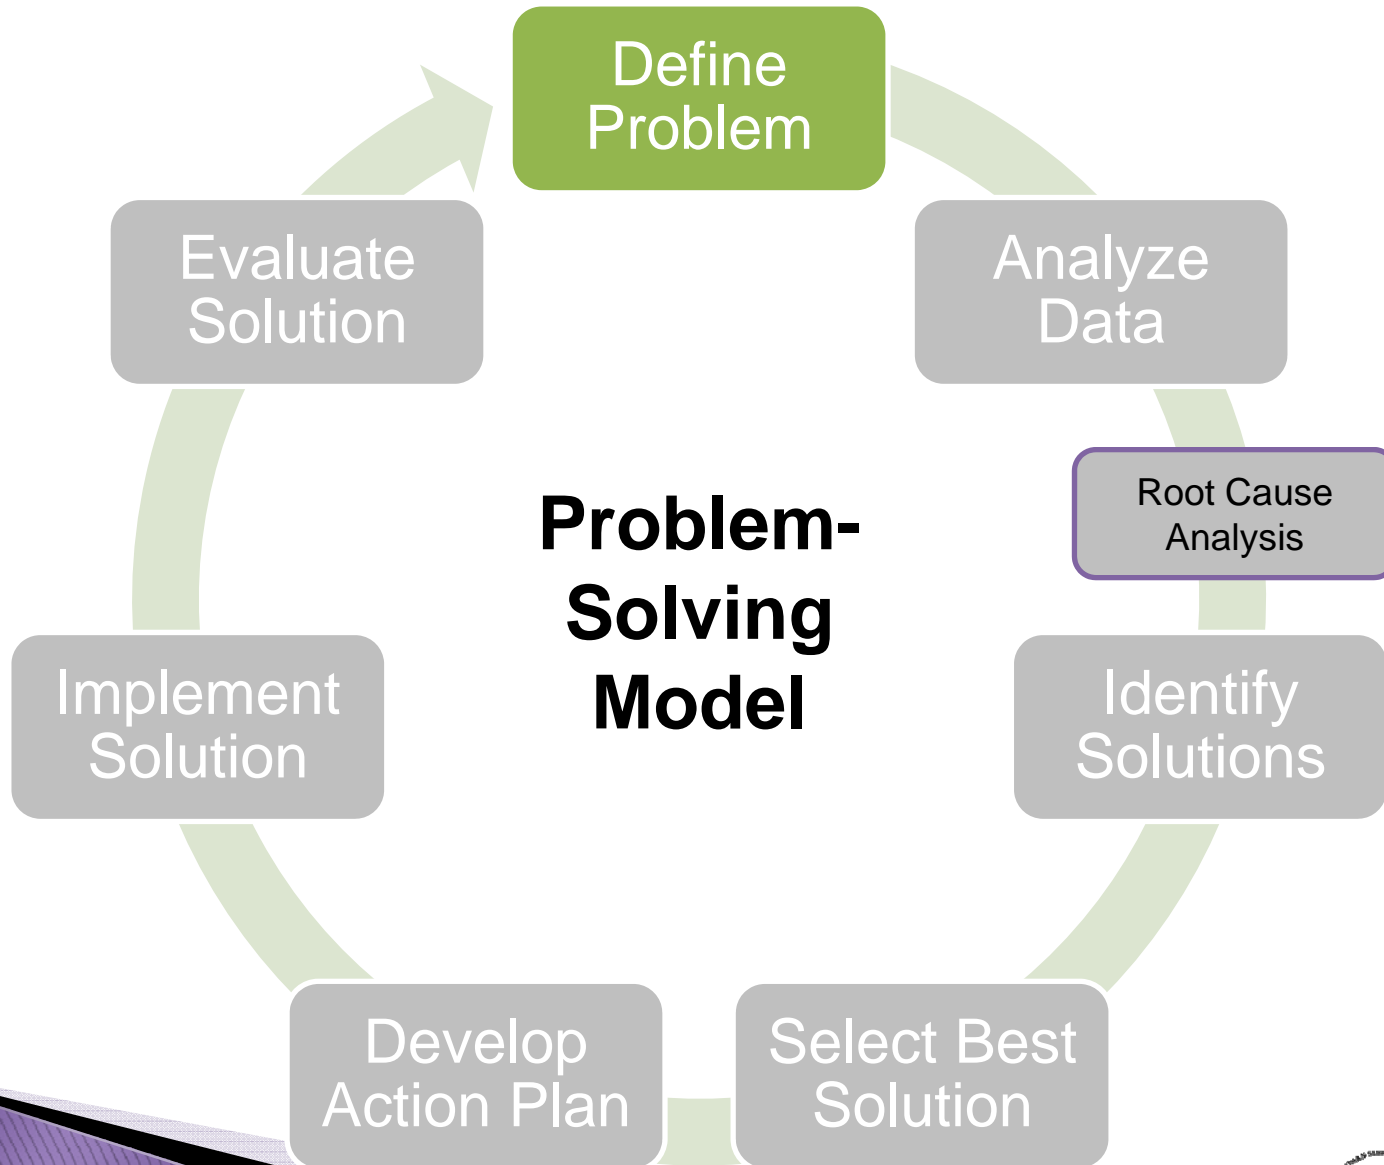 Define
Problem
Analyze
Data
Root Cause
Analysis
Identify
Solutions
Select Best
Solution
Develop
Action Plan
Implement
Solution
Evaluate
Solution
Problem-
Solving
Model